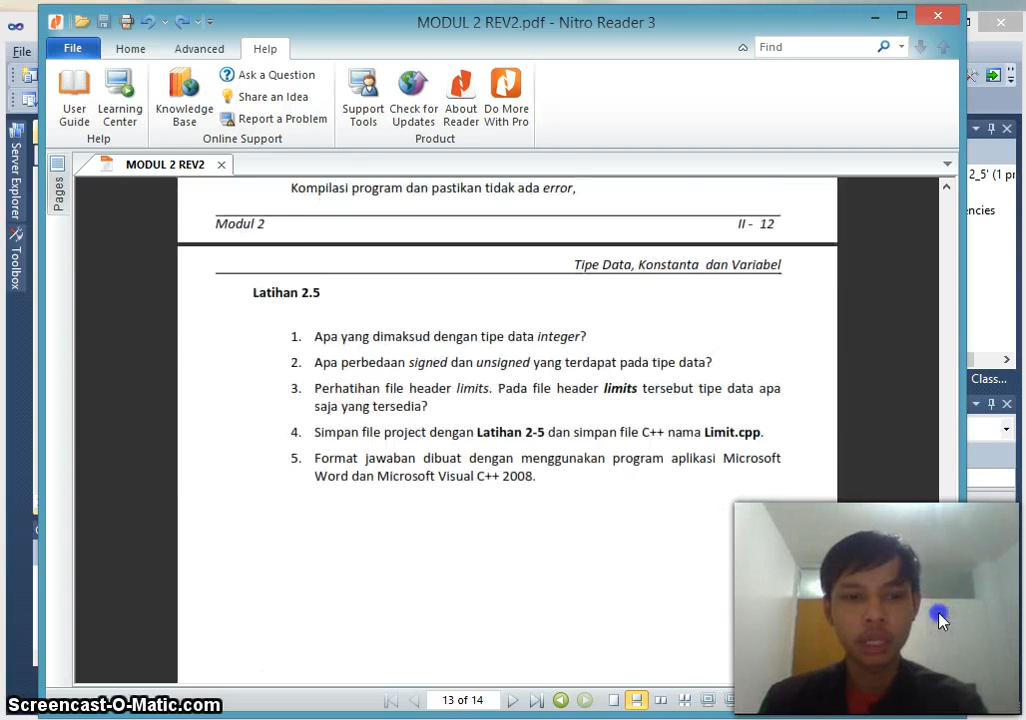 MODUL 2 REV2.pdf - Nitro Reader 3
File
File Home Advanced Help
Find
User Guide
Learning Center
Help
Knowledge Base
Ask a Question
Share an Idea
Report a Problem
Online Support
Support Tools
Check for Updates
About Reader
Do More With Pro
Product
MODUL 2 REV2
Server Explorer
Toolbox
Pages
2_5' (1 pr
encies
Class...
Kompilasi program dan pastikan tidak ada error,
Modul 2 II - 12
Tipe Data, Konstanta dan Variabel
Latihan 2.5
1. Apa yang dimaksud dengan tipe data integer?
2. Apa perbedaan signed dan unsigned yang terdapat pada tipe data?
3. Perhatihan file header limits. Pada file header limits tersebut tipe data apa
saja yang tersedia?
4. Simpan file project dengan Latihan 2-5 dan simpan file C++ nama Limit.cpp.
5. Format jawaban dibuat dengan menggunakan program aplikasi Microsoft
Word dan Microsoft Visual C++ 2008.
13 of 14
Screencast-O-Matic.com